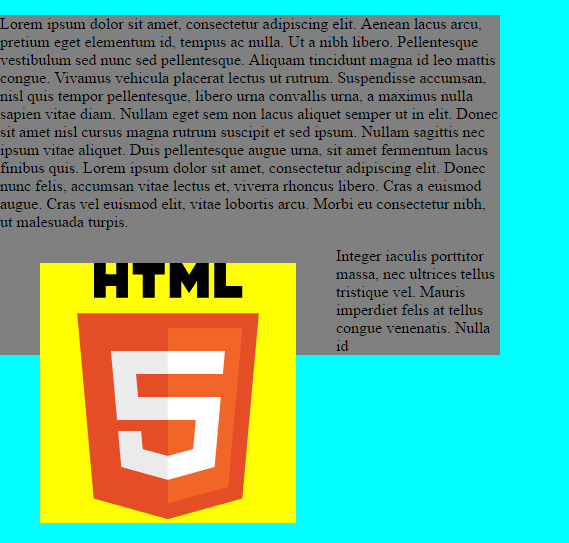 Lorem ipsum dolor sit amet, consectetur adipiscing elit. Aenean lacus arcu,
pretium eget elementum id, tempus ac nulla. Ut a nibh libero. Pellentesque
vestibulum sed nunc sed pellentesque. Aliquam tincidunt magna id leo mattis
congue. Vivamus vehicula placerat lectus ut rutrum. Suspendisse accumsan,
nisl quis tempor pellentesque, libero urna convallis urna, a maximus nulla
sapien vitae diam. Nullam eget sem non lacus aliquet semper ut in elit. Donec
sit amet nisl cursus magna rutrum suscipit et sed ipsum. Nullam sagittis nec
ipsum vitae aliquet. Duis pellentesque augue urna, sit amet fermentum lacus
finibus quis. Lorem ipsum dolor sit amet, consectetur adipiscing elit. Donec
nunc felis, accumsan vitae lectus et, viverra rhoncus libero. Cras a euismod
augue. Cras vel euismod elit, vitae lobortis arcu. Morbi eu consectetur nibh,
ut malesuada turpis.
Integer iaculis porttitor
massa, nec ultrices tellus
tristique vel. Mauris
imperdiet felis at tellus
congue venenatis. Nulla
id
HTML
5